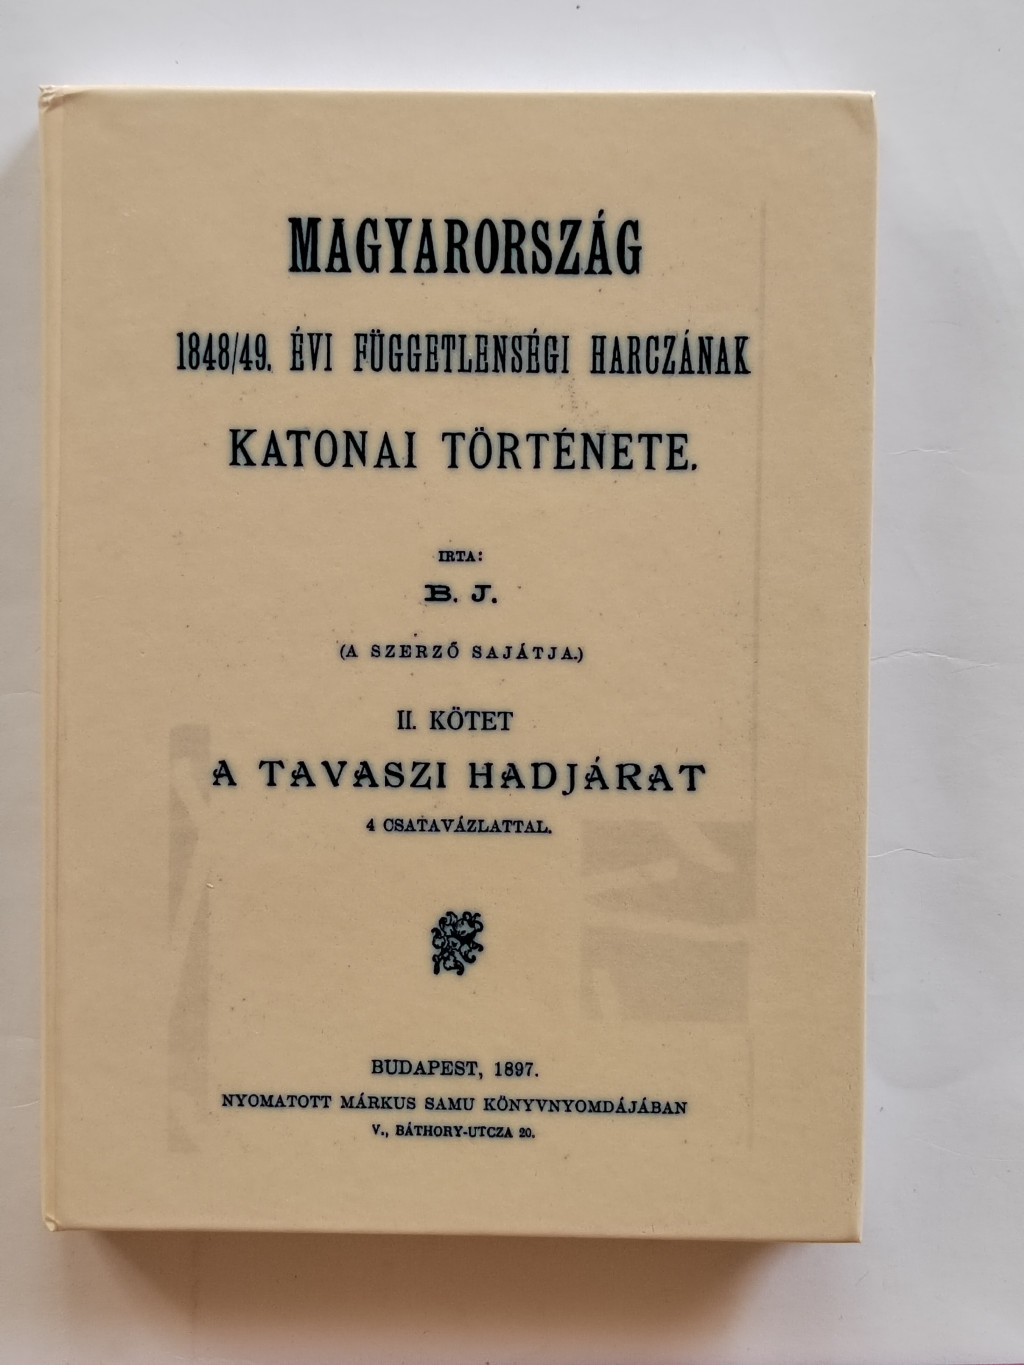 MAGYARORSZÁG
1848/49. ÉVI FÜGGETLENSÉGI HARCZÁNAK
KATONAI TÖRTÉNETE.
IRTA:
B. J.
(A SZERZŐ SAJÁTJA.)
II. KÖTET
A TAVASZI HADJÁRAT
4 CSATAVÁZLATTAL.
BUDAPEST, 1897.
NYOMATOTT MÁRKUS SAMU KÖNYVNYOMDÁJÁBAN
V., BÁTHORY-UTCZA 20.